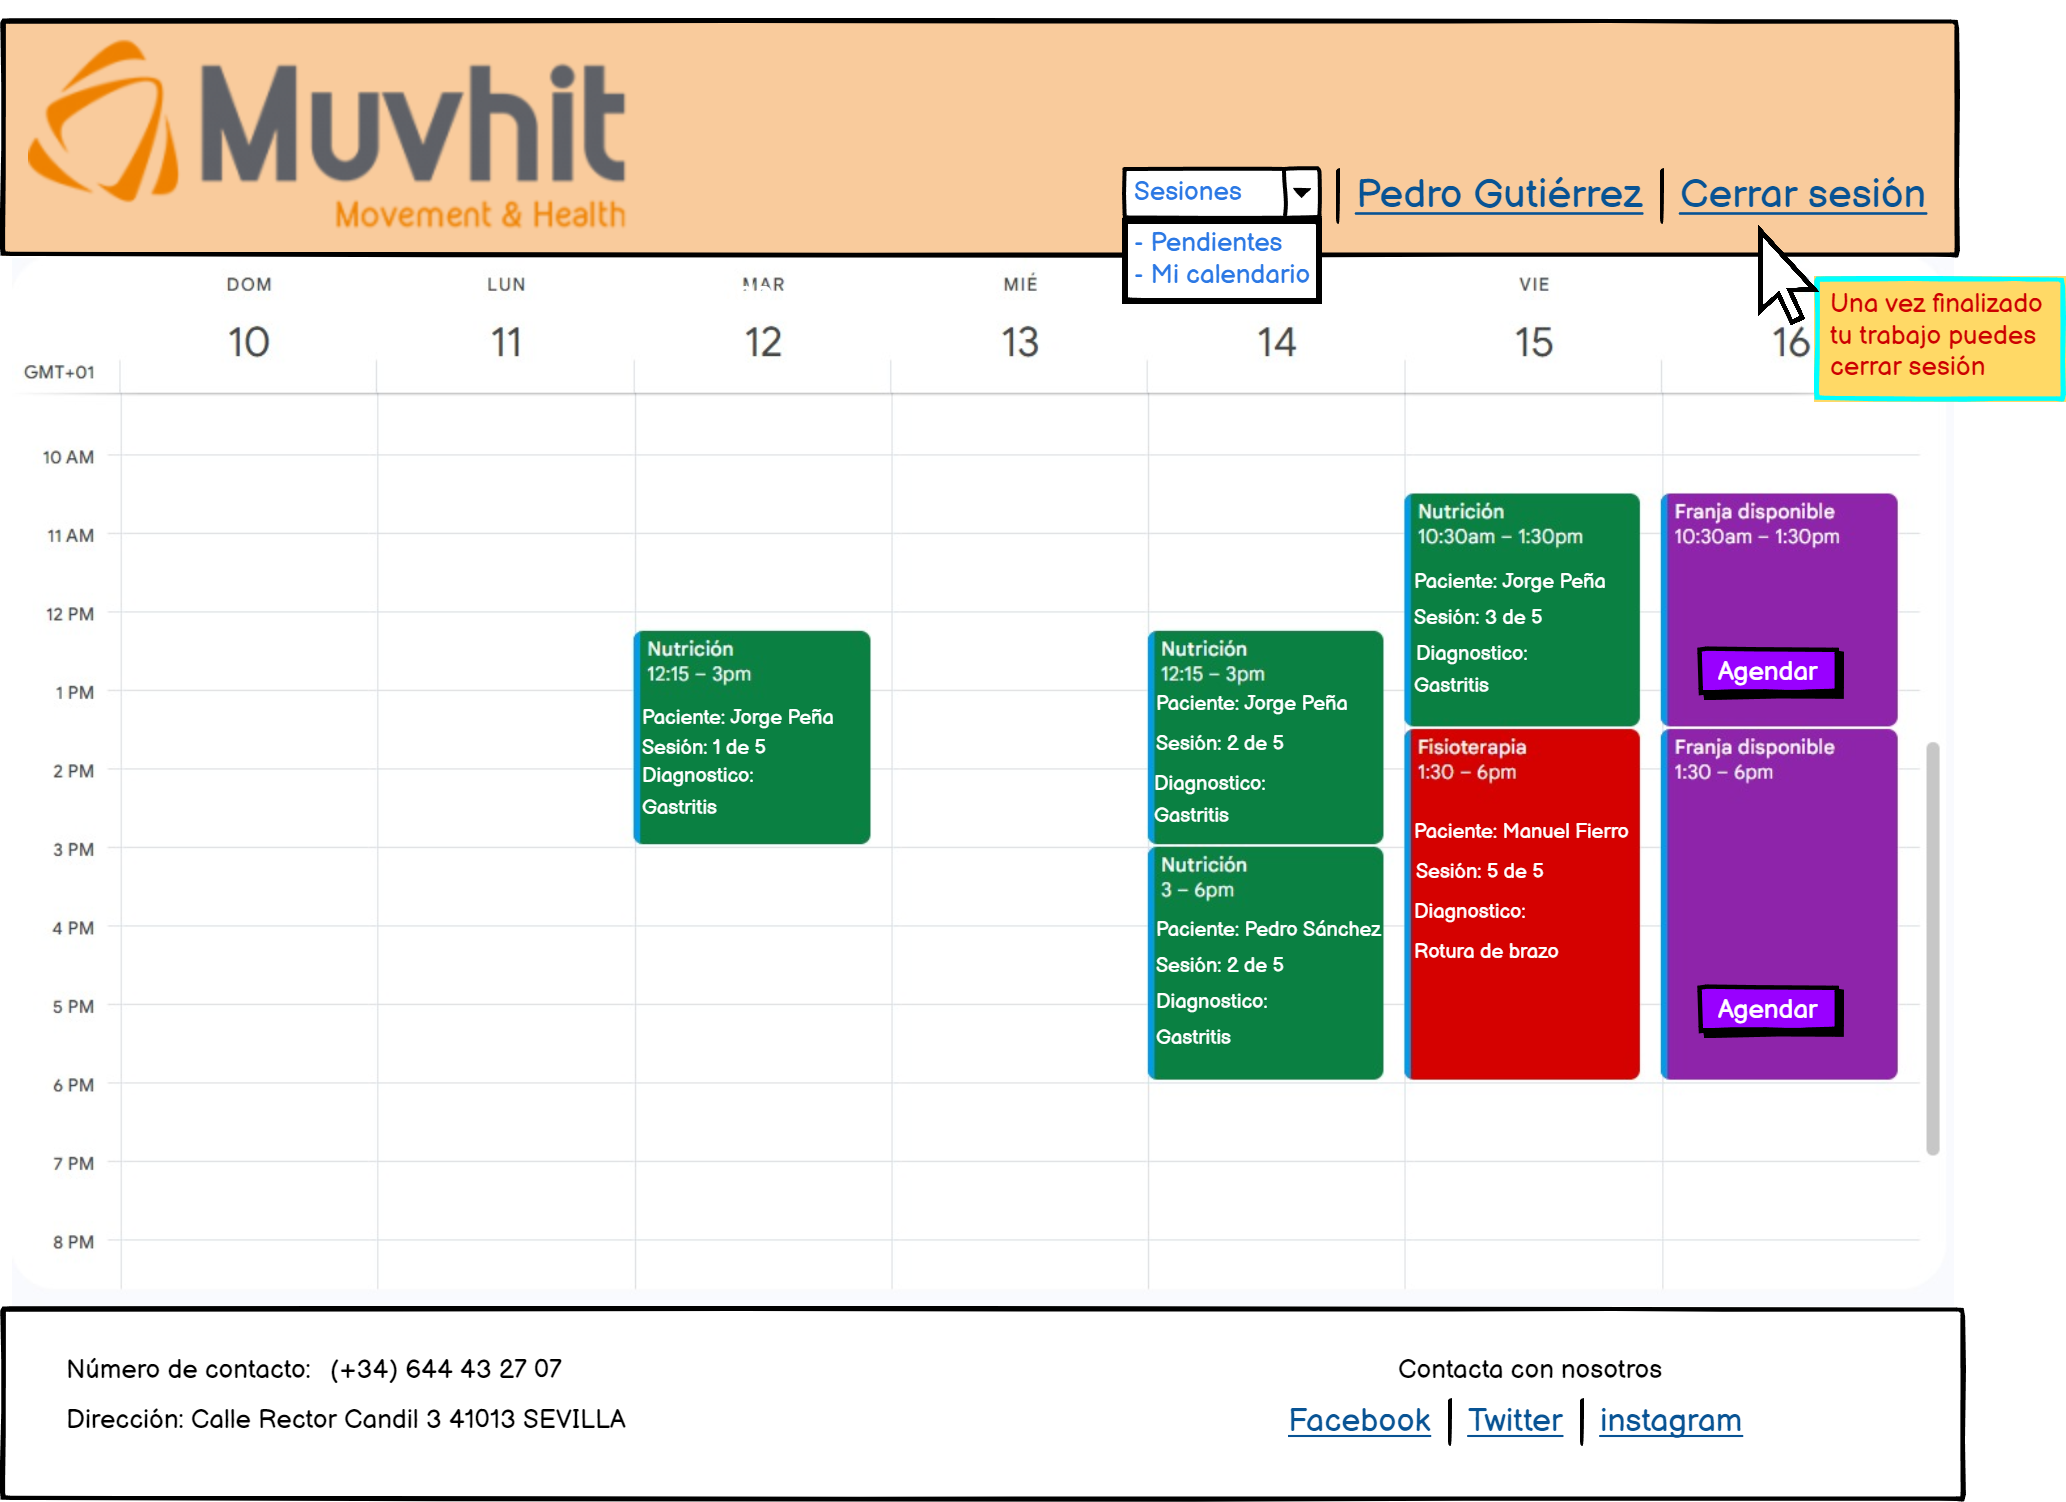 Muvhit
Movement & Health
Sesiones
Pedro Gutiérrez
Cerrar sesión
- Pendientes
- Mi calendario
Una vez finalizado
tu trabajo puedes
cerrar sesión
DOM
LUN
MAR
MIÉ
VIE
10
11
12
13
14
15
16
GMT+01
10 AM
11 AM
12 PM
1 PM
2 PM
3 PM
4 PM
5 PM
6 PM
7 PM
8 PM
Nutrición
12:15 – 3pm
Paciente: Jorge Peña
Sesión: 1 de 5
Diagnostico:
Gastritis
Nutrición
12:15 – 3pm
Paciente: Jorge Peña
Sesión: 2 de 5
Diagnostico:
Gastritis
Nutrición
3 – 6pm
Paciente: Pedro Sánchez
Sesión: 2 de 5
Diagnostico:
Gastritis
Nutrición
10:30am – 1:30pm
Paciente: Jorge Peña
Sesión: 3 de 5
Diagnostico:
Gastritis
Fisioterapia
1:30 – 6pm
Paciente: Manuel Fierro
Sesión: 5 de 5
Diagnostico:
Rotura de brazo
Franja disponible
10:30am – 1:30pm
Agendar
Franja disponible
1:30 – 6pm
Agendar
Número de contacto: (+34) 644 43 27 07
Dirección: Calle Rector Candil 3 41013 SEVILLA
Contacta con nosotros
Facebook
Twitter
instagram